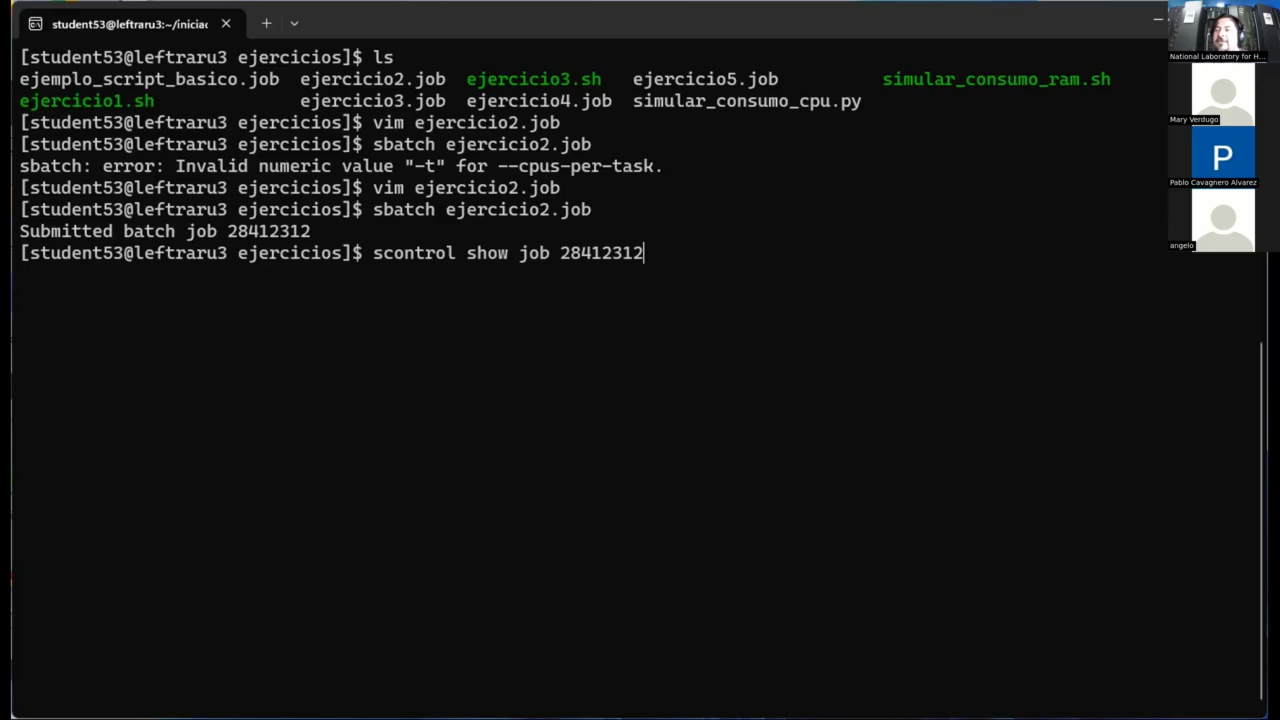 student53@leftraru3:~/iniciac
[student53@leftraru3 ejercicios]$ ls
ejemplo_script_basico.job ejercicio2.job ejercicio3.sh ejercicio5.job simular_consumo_ram.sh
ejercicio1.sh ejercicio3.job ejercicio4.job simular_consumo_cpu.py
[student53@leftraru3 ejercicios]$ vim ejercicio2.job
[student53@leftraru3 ejercicios]$ sbatch ejercicio2.job
sbatch: error: Invalid numeric value "-t" for --cpus-per-task.
[student53@leftraru3 ejercicios]$ vim ejercicio2.job
[student53@leftraru3 ejercicios]$ sbatch ejercicio2.job
Submitted batch job 28412312
[student53@leftraru3 ejercicios]$ scontrol show job 28412312
National Laboratory for H...
Mary Verdugo
P
Pablo Cavagnero Alvarez
angelo